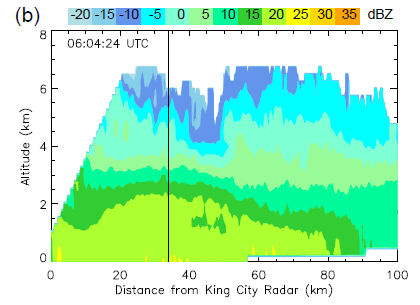 (b) -20 -15 -10 -5 0 5 10 15 20 25 30 35 dBZ
8
06:04:24 UTC
6
4
2
0
Altitude (km)
0 20 40 60 80 100
Distance from King City Radar (km)